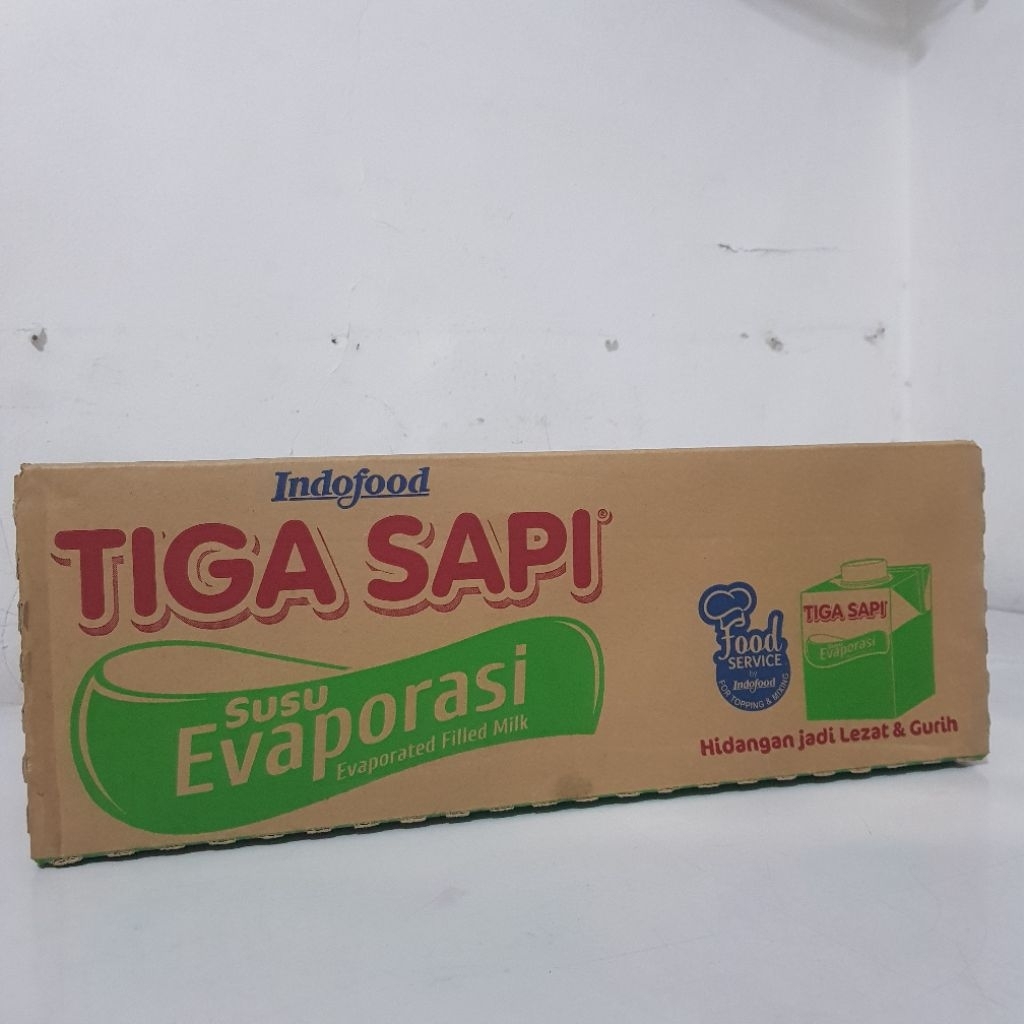 Indofood
TIGA SAPI®
Susu
Evaporasi
Evaporated Filled Milk
Food
SERVICE
by
Indofood
FOR TOPPING & MIXING
TIGA SAPI
Susu
Evaporasi
Hidangan jadi Lezat & Gurih